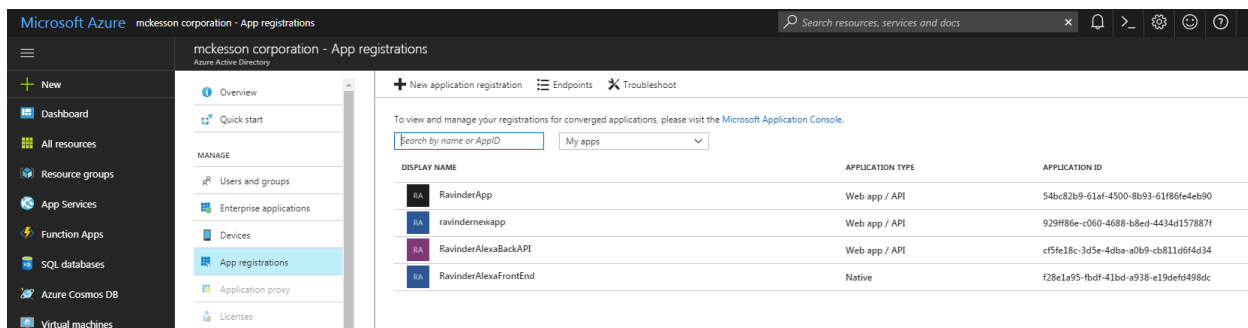 Microsoft Azure mckesson corporation - App registrations
Search resources, services and docs
mckesson corporation - App registrations
Azure Active Directory
New
Dashboard
All resources
Resource groups
App Services
Function Apps
SQL databases
Azure Cosmos DB
Virtual machines
Overview
Quick start
MANAGE
Users and groups
Enterprise applications
Devices
App registrations
Application proxy
Licenses
New application registration Endpoints Troubleshoot
To view and manage your registrations for converged applications, please visit the Microsoft Application Console.
Search by name or AppID My apps
DISPLAY NAME APPLICATION TYPE APPLICATION ID
RA RavinderApp Web app / API 54bc82b9-61af-4500-8b93-61f86fe4eb90
RA ravindernewapp Web app / API 929ff86e-c060-4688-b8ed-4434d157887f
RA RavinderAlexaBackAPI Web app / API cf5fe18c-3d5e-4dba-a0b9-cb811d6f4d34
RA RavinderAlexaFrontEnd Native f28e1a95-fbdf-41bd-a938-e19defd498dc